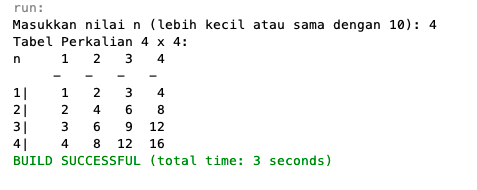 run:
Masukkan nilai n (lebih kecil atau sama dengan 10): 4
Tabel Perkalian 4 x 4:
n     1   2   3   4
     –   –   –   –
1|    1   2   3   4
2|    2   4   6   8
3|    3   6   9  12
4|    4   8  12  16
BUILD SUCCESSFUL (total time: 3 seconds)